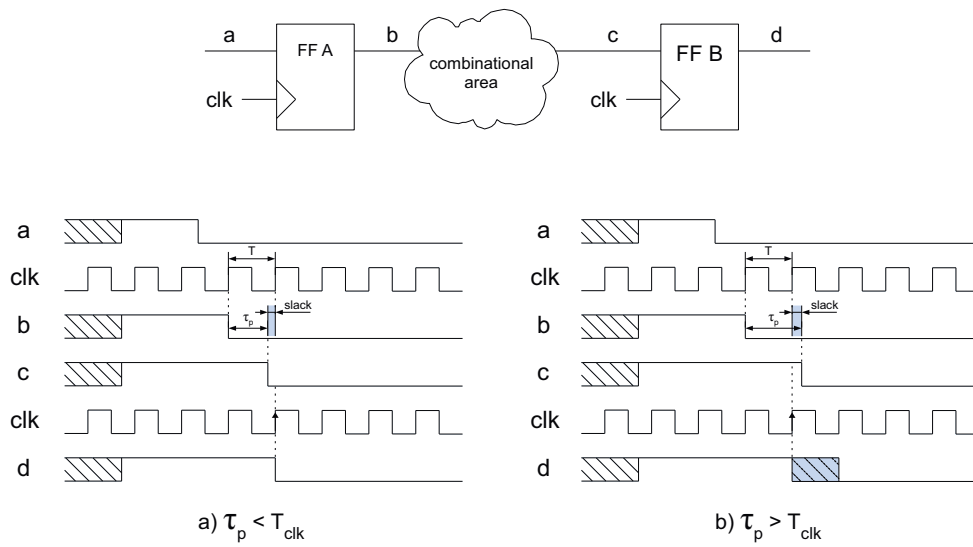 a
FF A
b
combinational
area
c
FF B
d
clk
clk
a
T
clk
slack
b
τp
c
clk
d
a) τp < Tclk
a
T
clk
slack
b
τp
c
clk
d
b) τp > Tclk